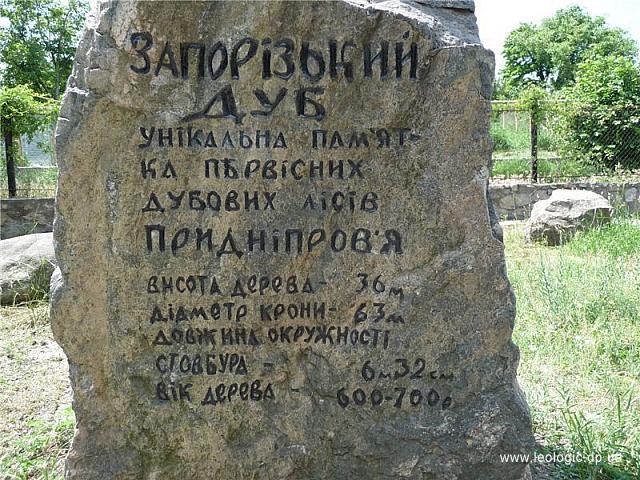 ЗАПОРІЗЬКИЙ
ДУБ
УНІКАЛЬНА ПАМ'ЯТ-
КА ПЕРВІСНИХ
ДУБОВИХ ЛІСІВ
ПРИДНІПРОВ'Я
ВИСОТА ДЕРЕВА- 36м
ДІАМЕТР КРОНИ- 63м
ДОВЖИНА ОКРУЖНОСТІ
СТОВБУРА - 6м32см
ВІК ДЕРЕВА - 600-700р
www.leologic.dp.ua